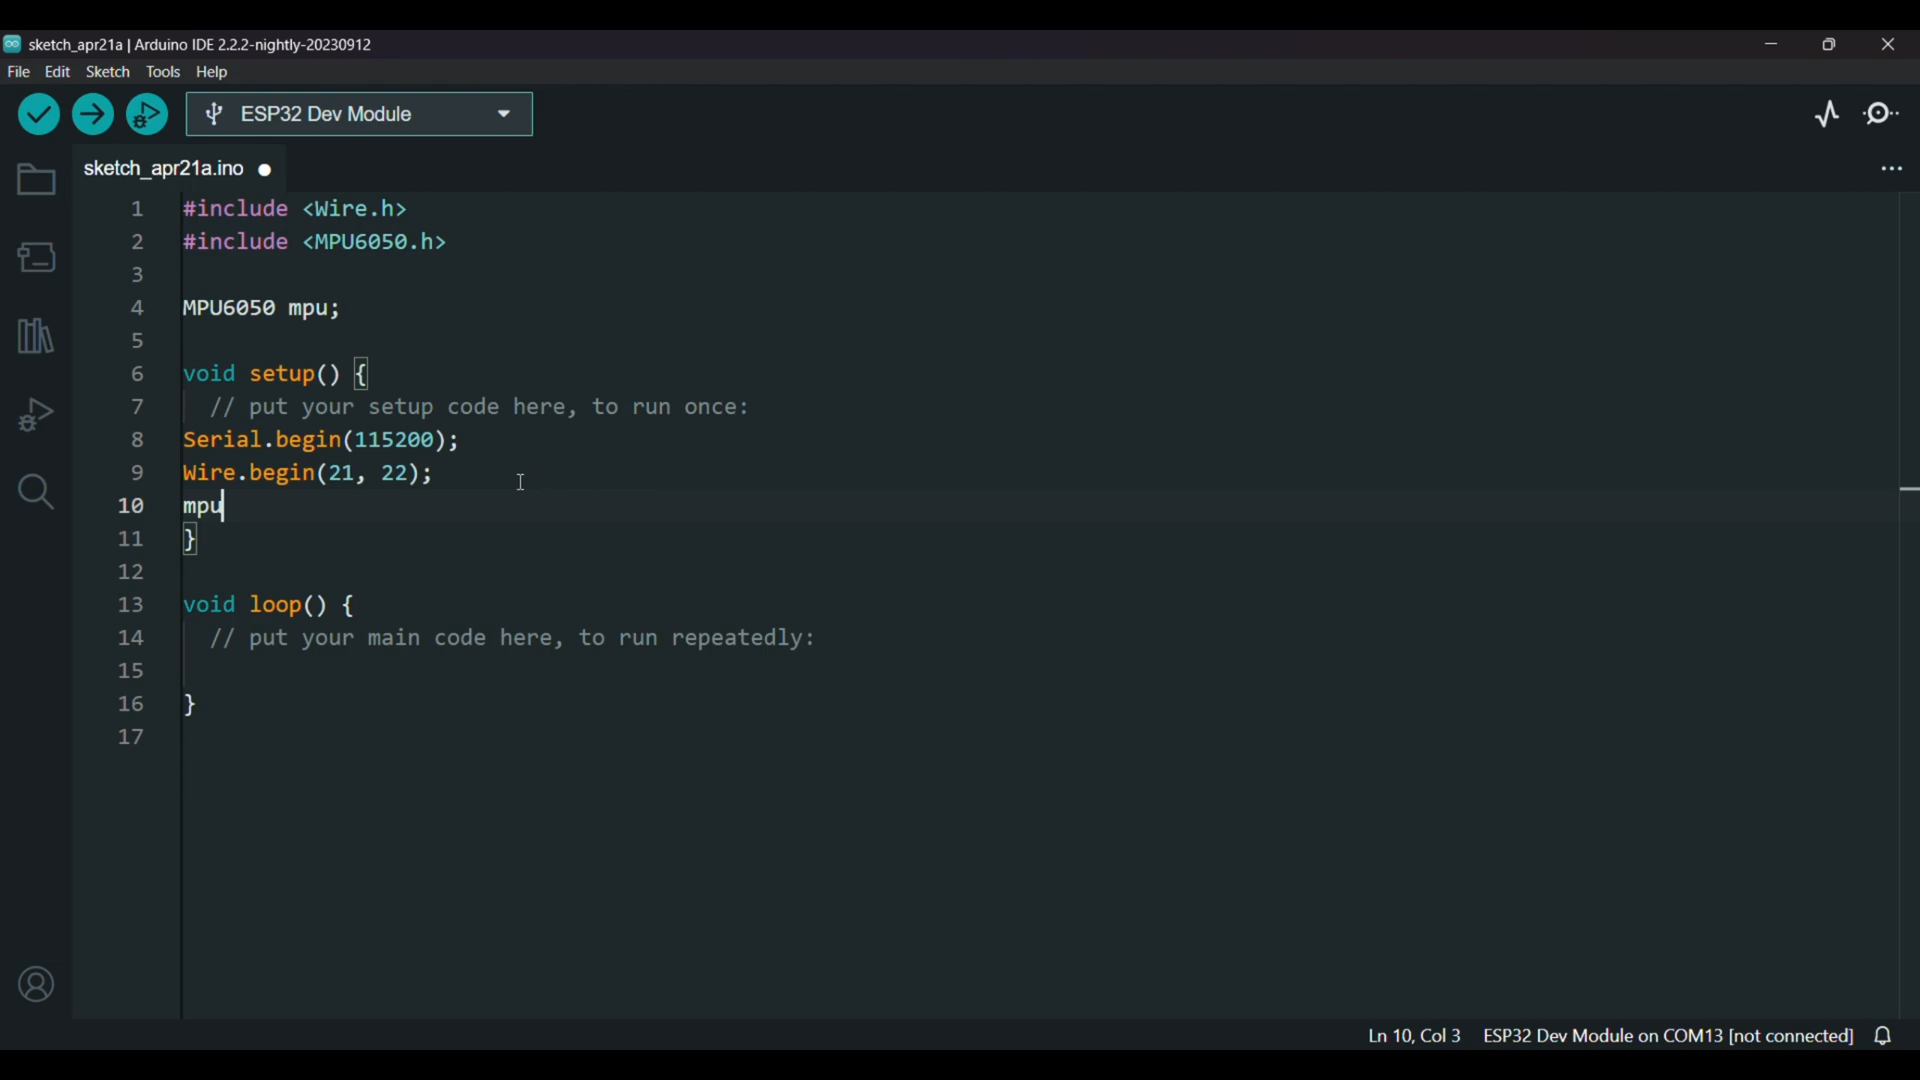 sketch_apr21a | Arduino IDE 2.2.2-nightly-20230912
File Edit Sketch Tools Help
ESP32 Dev Module
sketch_apr21a.ino
1 #include <Wire.h>
2 #include <MPU6050.h>
3
4 MPU6050 mpu;
5
6 void setup() {
7 // put your setup code here, to run once:
8 Serial.begin(115200);
9 Wire.begin(21, 22);
10 mpu
11 }
12
13 void loop() {
14 // put your main code here, to run repeatedly:
15
16 }
17
Ln 10, Col 3 ESP32 Dev Module on COM13 [not connected]